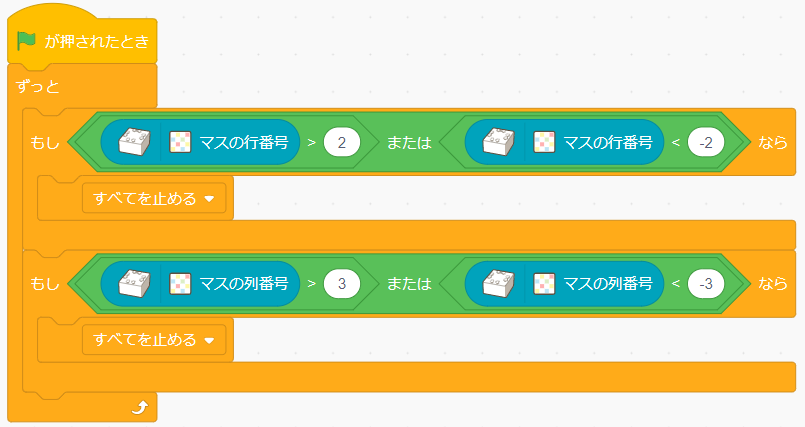 が押されたとき
ずっと
もし マスの行番号 > 2 または マスの行番号 < -2 なら
すべてを止める
もし マスの列番号 > 3 または マスの列番号 < -3 なら
すべてを止める